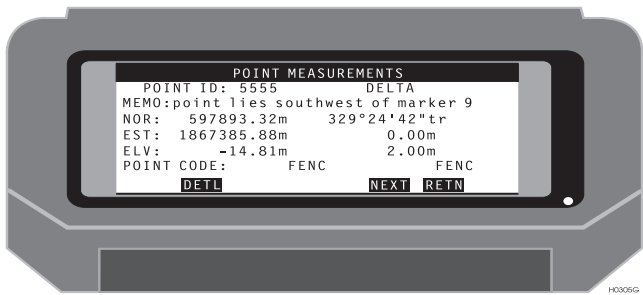 POINT MEASUREMENTS
POINT ID: 5555 DELTA
MEMO:point lies southwest of marker 9
NOR: 597893.32m 329°24'42"tr
EST: 1867385.88m 0.00m
ELV: -14.81m 2.00m
POINT CODE: FENC FENC
DETL NEXT RETN
H0305G